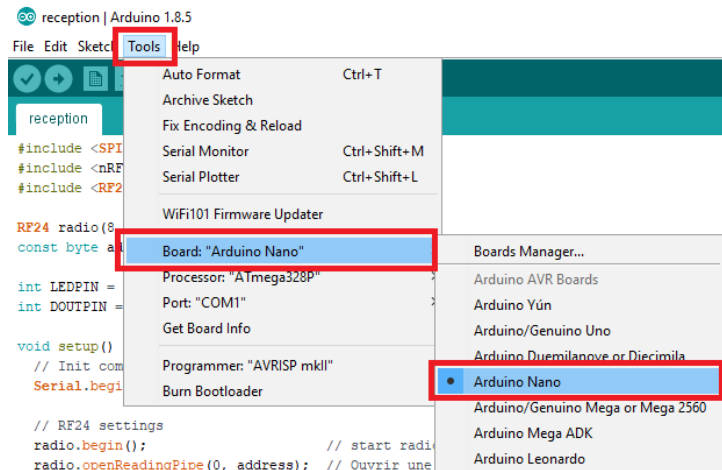 reception | Arduino 1.8.5
File Edit Sketch Tools Help
reception
Auto Format Ctrl+T
Archive Sketch
Fix Encoding & Reload
Serial Monitor Ctrl+Shift+M
Serial Plotter Ctrl+Shift+L
WiFi101 Firmware Updater
Board: "Arduino Nano"
Processor: "ATmega328P"
Port: "COM1"
Get Board Info
Programmer: "AVRISP mkII"
Burn Bootloader
Boards Manager...
Arduino AVR Boards
Arduino Yún
Arduino/Genuino Uno
Arduino Duemilanove or Diecimila
Arduino Nano
Arduino/Genuino Mega or Mega 2560
Arduino Mega ADK
Arduino Leonardo
#include <SPI
#include <nRF
#include <RF2
RF24 radio(8
const byte ad
int LEDPIN =
int DOUTPIN =
void setup()
// Init com
Serial.begi
// RF24 settings
radio.begin(); // start radi
radio.openReadingPipe(0, address); // Ouvrir une